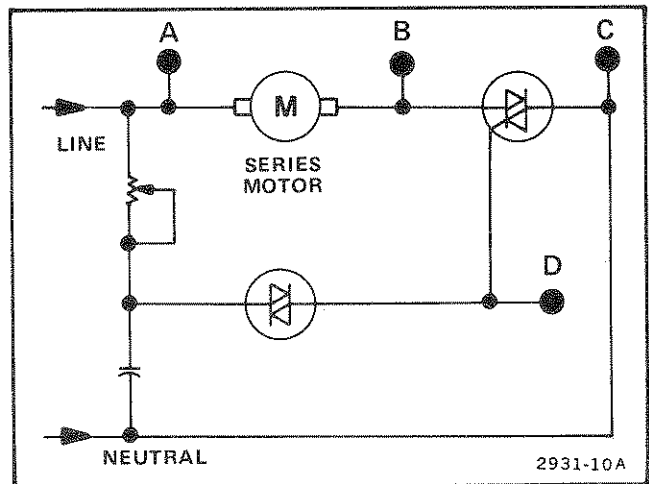 A B C
LINE
M
SERIES
MOTOR
D
NEUTRAL
2931-10A